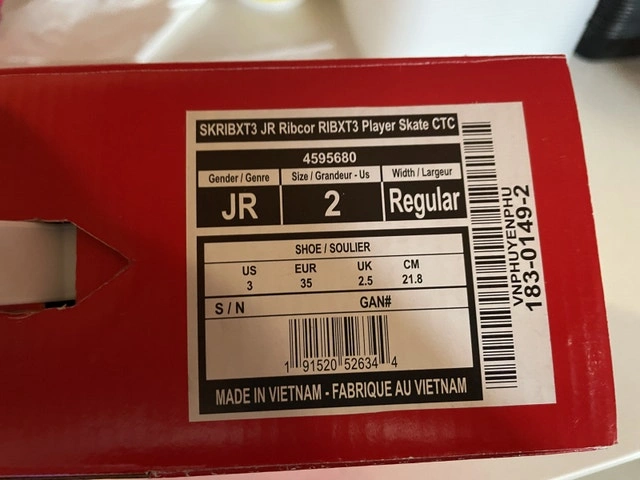 SKRIBXT3 JR Ribcor RIBXT3 Player Skate CTC
4595680
Gender / Genre Size / Grandeur - Us Width / Largeur
JR 2 Regular
SHOE / SOULIER
US EUR UK CM
3 35 2.5 21.8
S / N GAN#
1 91520 52634 4
MADE IN VIETNAM - FABRIQUE AU VIETNAM
VNPHUYENPHU
183-0149-2